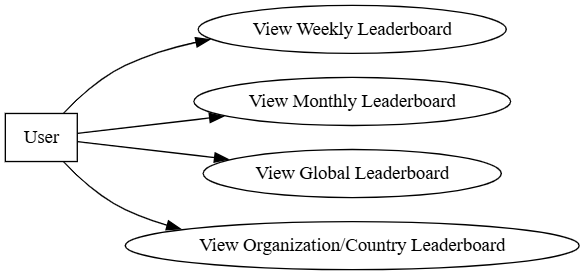 View Weekly Leaderboard
View Monthly Leaderboard
User
View Global Leaderboard
View Organization/Country Leaderboard